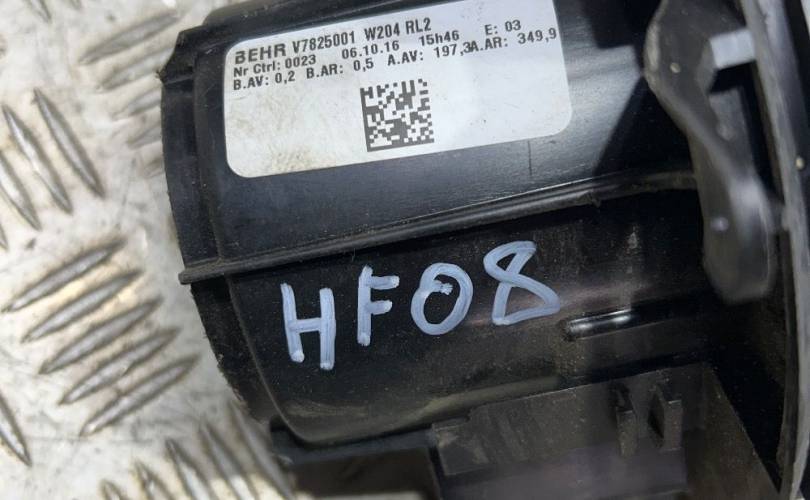 BEHR V7825001 W204 RL2
Nr Ctrl: 0023 06.10.16 15h46 E: 03
B.AV: 0,2 B.AR: 0,5 A.AV: 197,3A.AR: 349,9
HF08